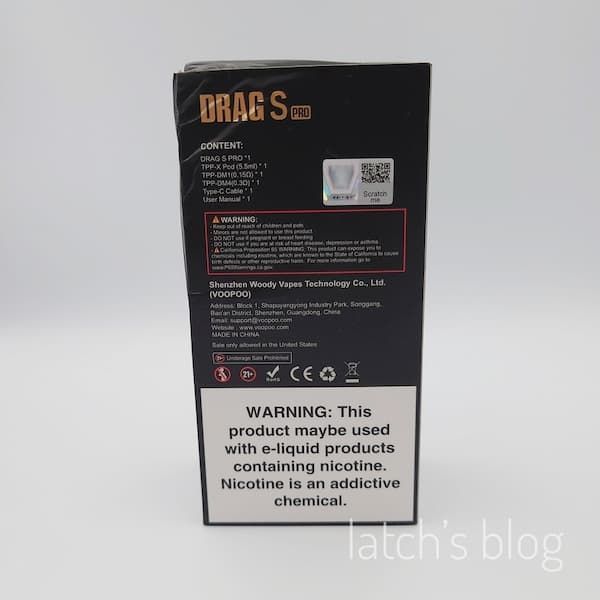 DRAG S PRO
CONTENT:
DRAG S PRO *1
TPP-X Pod (5.5ml) * 1
TPP-DM1(0.15Ω) * 1
TPP-DM4(0.3Ω) * 1
Type-C Cable * 1
User Manual * 1
Scratch
me
WARNING:
- Keep out of reach of children and pets
- Minors are not allowed to use this product
- DO NOT use if pregnant or breast feeding
- DO NOT use if you are at risk of heart disease, depression or asthma
- California Proposition 65 WARNING: This product can expose you to
chemicals including nicotine, which are known to the State of California to cause
birth defects or other reproductive harm. For more information go to
www.P65Warnings.ca.gov.
Shenzhen Woody Vapes Technology Co., Ltd.
(VOOPOO)
Address: Block 1, Shapuyangyong Industry Park, Songgang,
Bao'an District, Shenzhen, Guangdong, China
Email: support@voopoo.com
Website : www.voopoo.com
MADE IN CHINA
Sale only allowed in the United States
21+ Underage Sale Prohibited
21+ RoHS CE
WARNING: This
product maybe used
with e-liquid products
containing nicotine.
Nicotine is an addictive
chemical.
latch's blog